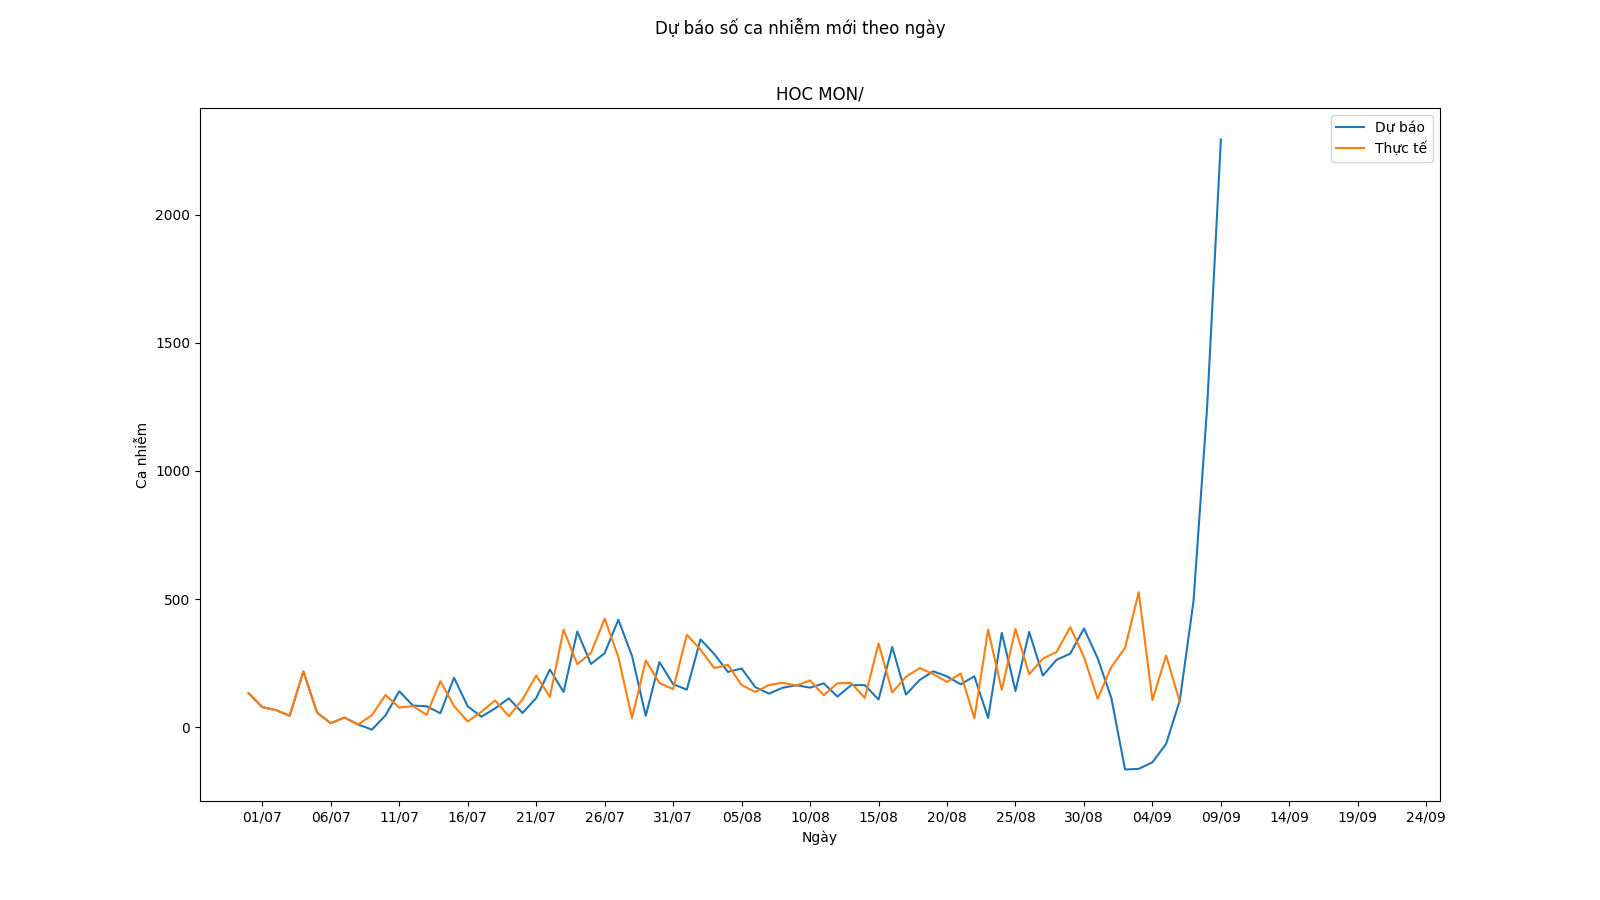 Dự báo số ca nhiễm mới theo ngày
HOC MON/
Dự báo
Thực tế
2000
1500
1000
500
0
Ca nhiễm
01/07 06/07 11/07 16/07 21/07 26/07 31/07 05/08 10/08 15/08 20/08 25/08 30/08 04/09 09/09 14/09 19/09 24/09
Ngày